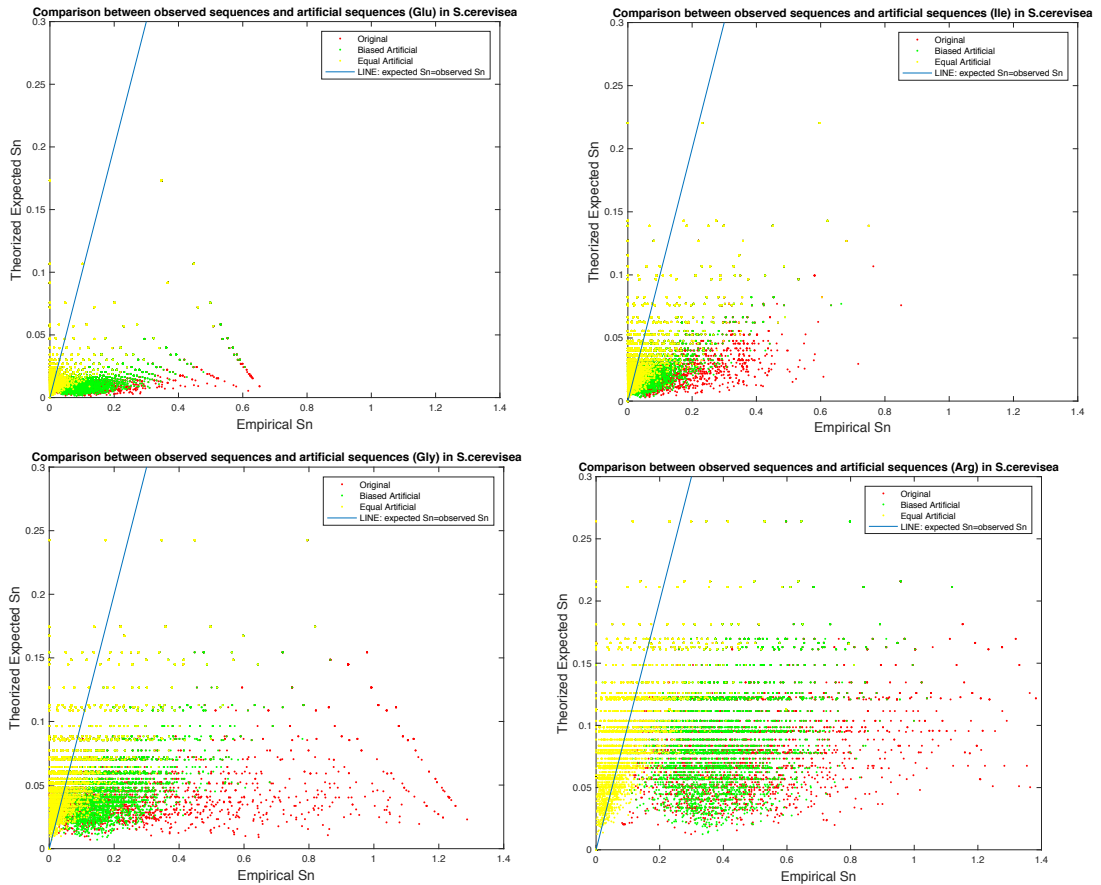 Comparison between observed sequences and artificial sequences (Glu) in S.cerevisea
Original
Biased Artificial
Equal Artificial
LINE: expected Sn=observed Sn
0.3
0.25
0.2
0.15
0.1
0.05
0
Theorized Expected Sn
0 0.2 0.4 0.6 0.8 1 1.2 1.4
Empirical Sn
Comparison between observed sequences and artificial sequences (Ile) in S.cerevisea
Original
Biased Artificial
Equal Artificial
LINE: expected Sn=observed Sn
0.3
0.25
0.2
0.15
0.1
0.05
0
Theorized Expected Sn
0 0.2 0.4 0.6 0.8 1 1.2 1.4
Empirical Sn
Comparison between observed sequences and artificial sequences (Gly) in S.cerevisea
Original
Biased Artificial
Equal Artificial
LINE: expected Sn=observed Sn
0.3
0.25
0.2
0.15
0.1
0.05
0
Theorized Expected Sn
0 0.2 0.4 0.6 0.8 1 1.2 1.4
Empirical Sn
Comparison between observed sequences and artificial sequences (Arg) in S.cerevisea
Original
Biased Artificial
Equal Artificial
LINE: expected Sn=observed Sn
0.3
0.25
0.2
0.15
0.1
0.05
0
Theorized Expected Sn
0 0.2 0.4 0.6 0.8 1 1.2 1.4
Empirical Sn